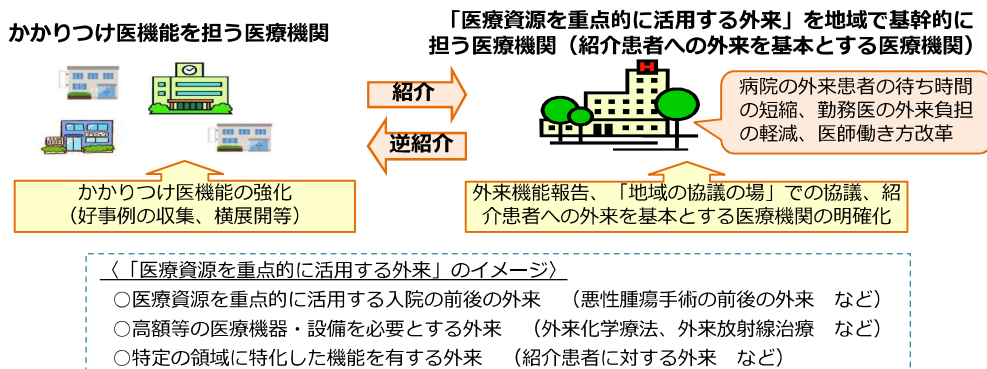 かかりつけ医機能を担う医療機関
「医療資源を重点的に活用する外来」を地域で基幹的に
担う医療機関（紹介患者への外来を基本とする医療機関）
紹介
逆紹介
H
病院の外来患者の待ち時間
の短縮、勤務医の外来負担
の軽減、医師働き方改革
かかりつけ医機能の強化
（好事例の収集、横展開等）
外来機能報告、「地域の協議の場」での協議、紹
介患者への外来を基本とする医療機関の明確化
〈「医療資源を重点的に活用する外来」のイメージ〉
○医療資源を重点的に活用する入院の前後の外来　（悪性腫瘍手術の前後の外来　など）
○高額等の医療機器・設備を必要とする外来　（外来化学療法、外来放射線治療　など）
○特定の領域に特化した機能を有する外来　（紹介患者に対する外来　など）